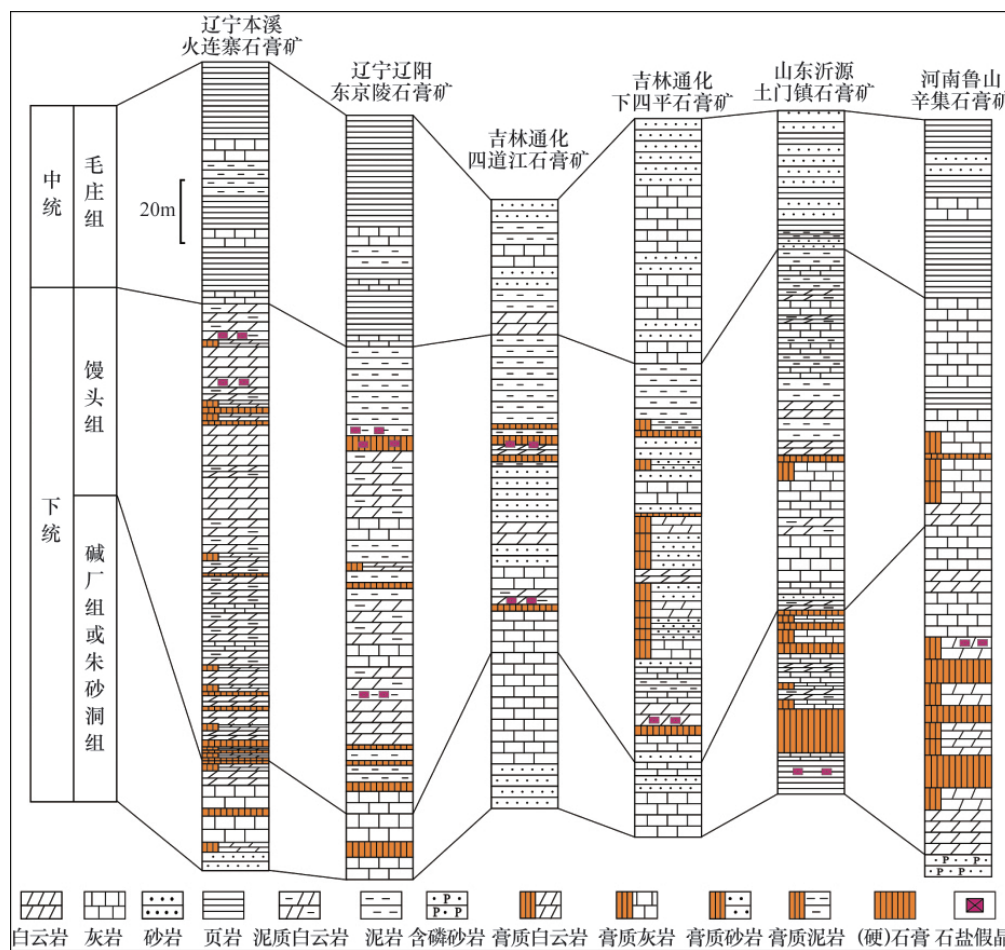 辽宁本溪
火连寨石膏矿
辽宁辽阳
东京陵石膏矿
吉林通化
四道江石膏矿
吉林通化
下四平石膏矿
山东沂源
土门镇石膏矿
河南鲁山
辛集石膏矿
中统
毛庄组
20m
下统
馒头组
碱厂组或朱砂洞组
P P
P P
P
P P
白云岩 灰岩 砂岩 页岩 泥质白云岩 泥岩 含磷砂岩 膏质白云岩 膏质灰岩 膏质砂岩 膏质泥岩 (硬)石膏 石盐假晶